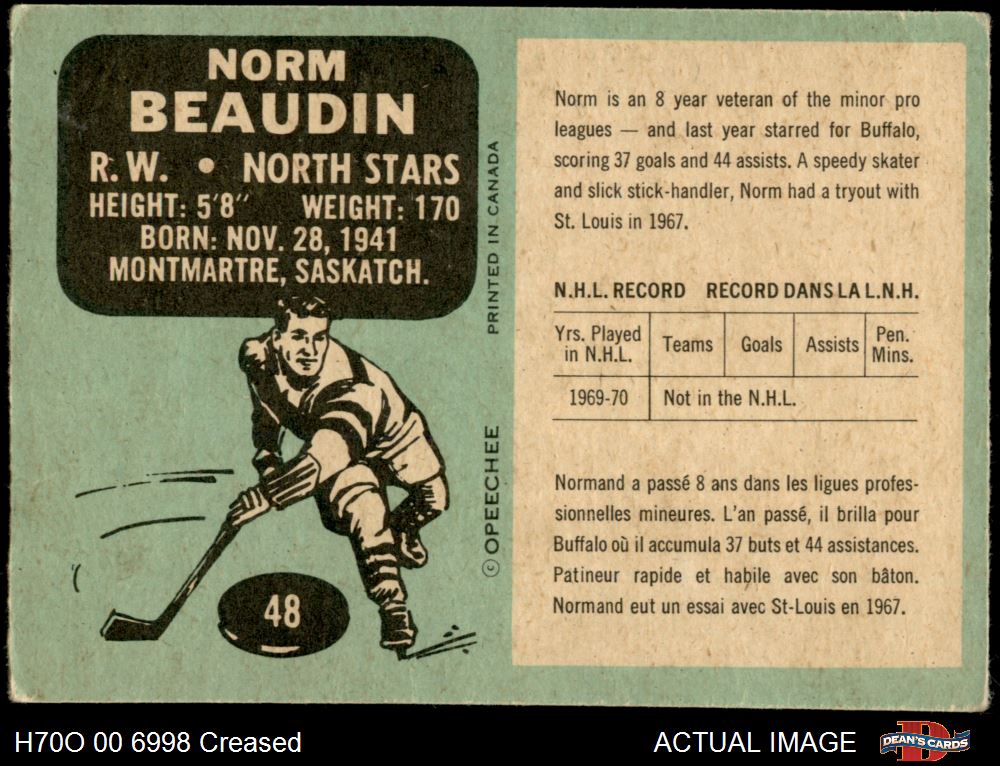 NORM
BEAUDIN
R.W. • NORTH STARS
HEIGHT: 5'8" WEIGHT: 170
BORN: NOV. 28, 1941
MONTMARTRE, SASKATCH.
48
©OPEECHEE PRINTED IN CANADA
Norm is an 8 year veteran of the minor pro
leagues — and last year starred for Buffalo,
scoring 37 goals and 44 assists. A speedy skater
and slick stick-handler, Norm had a tryout with
St. Louis in 1967.
N.H.L. RECORD RECORD DANS LA L.N.H.
Yrs. Played in N.H.L. Teams Goals Assists Pen. Mins.
1969-70 Not in the N.H.L.
Normand a passé 8 ans dans les ligues profes-
sionnelles mineures. L'an passé, il brilla pour
Buffalo où il accumula 37 buts et 44 assistances.
Patineur rapide et habile avec son bâton.
Normand eut un essai avec St-Louis en 1967.
H70O 00 6998 Creased
ACTUAL IMAGE
D
DEAN'S CARDS